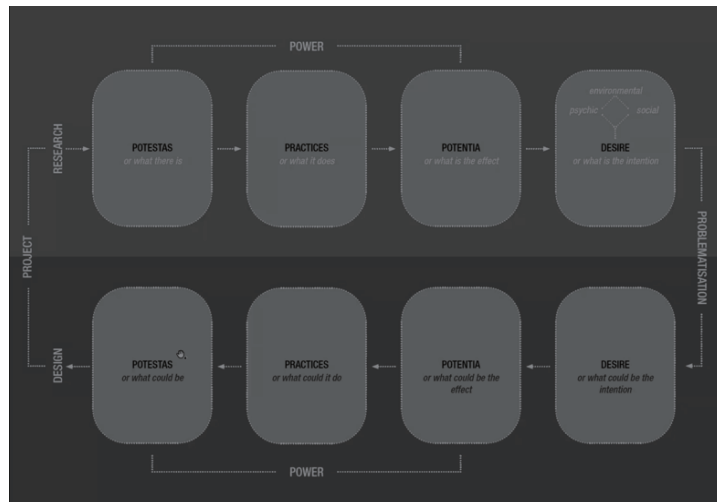 POWER
RESEARCH
environmental
psychic
social
POTESTAS
or what there is
PRACTICES
or what it does
POTENTIA
or what is the effect
DESIRE
or what is the intention
PROJECT
PROBLEMATISATION
DESIGN
POTESTAS
or what could be
PRACTICES
or what could it do
POTENTIA
or what could be the
effect
DESIRE
or what could be the
intention
POWER